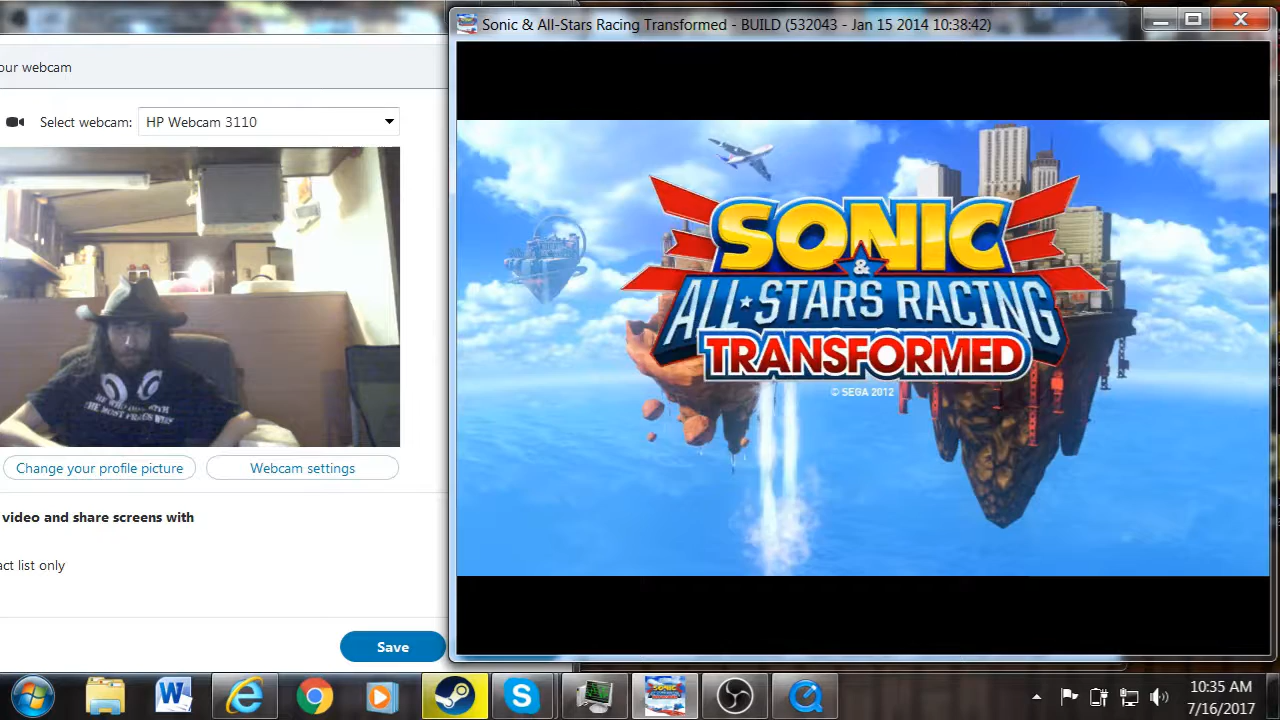 Sonic & All-Stars Racing Transformed - BUILD (532043 - Jan 15 2014 10:38:42)
our webcam
Select webcam: HP Webcam 3110
THE MOST
Change your profile picture
Webcam settings
video and share screens with
act list only
Save
SONIC
&
ALL★STARS RACING
TRANSFORMED
© SEGA 2012
10:35 AM
7/16/2017